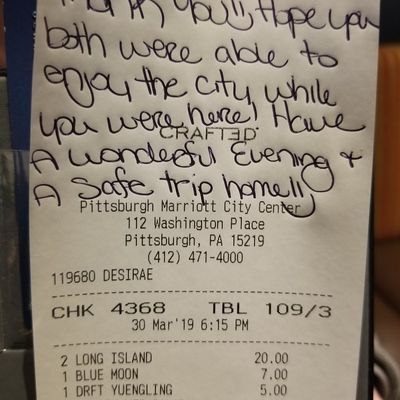 Thank You!!, Hope you
both were able to
enjoy the city while
you were here! Have
CRAFTED
A wonderful Evening &
A safe trip home!!
Pittsburgh Marriott City Center
112 Washington Place
Pittsburgh, PA 15219
(412) 471-4000
119680 DESIRAE
CHK 4368 TBL 109/3
30 Mar'19 6:15 PM
2 LONG ISLAND 20.00
1 BLUE MOON 7.00
1 DRFT YUENGLING 5.00